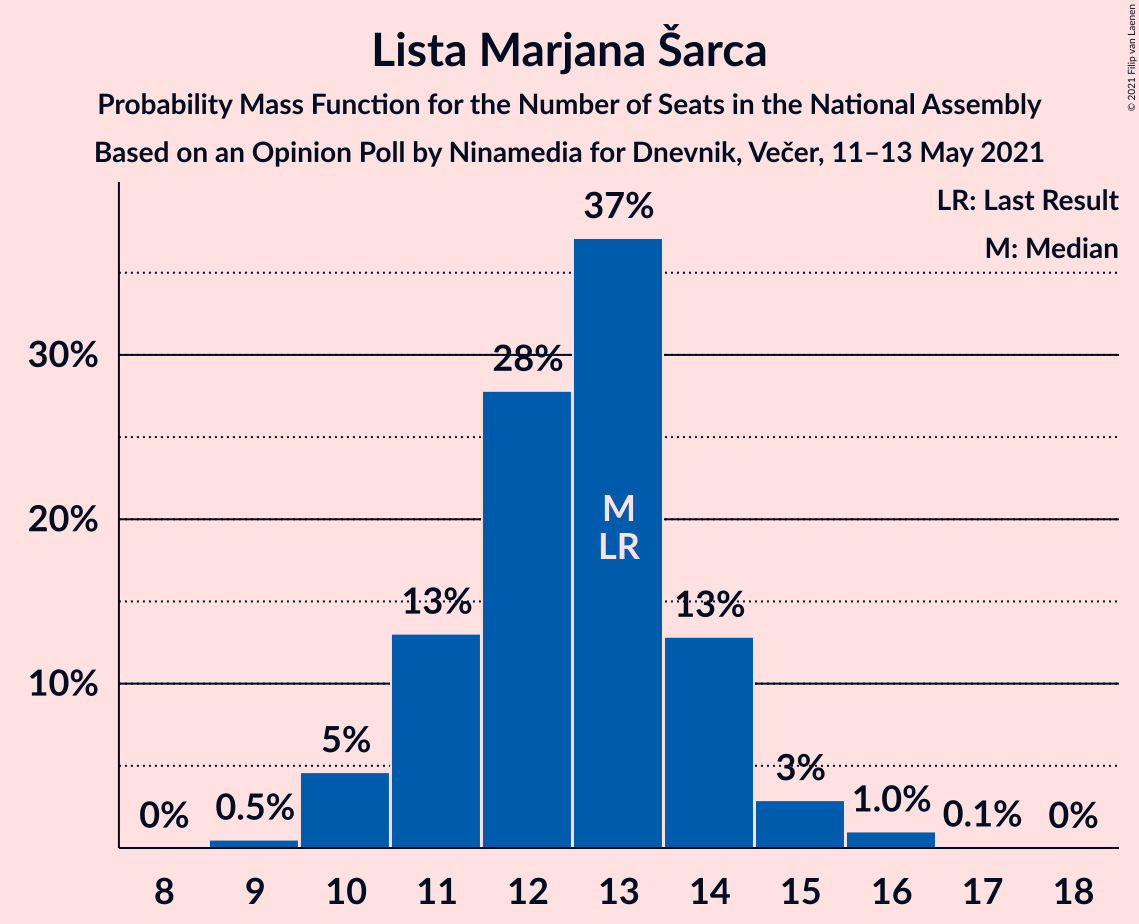 Lista Marjana Šarca
Probability Mass Function for the Number of Seats in the National Assembly
Based on an Opinion Poll by Ninamedia for Dnevnik, Večer, 11–13 May 2021
© 2021 Filip van Laenen
LR: Last Result
M: Median
37%
30%
28%
20%
M
LR
13%
13%
10%
5%
3%
0%
0.5%
1.0%
0.1%
0%
8 9 10 11 12 13 14 15 16 17 18